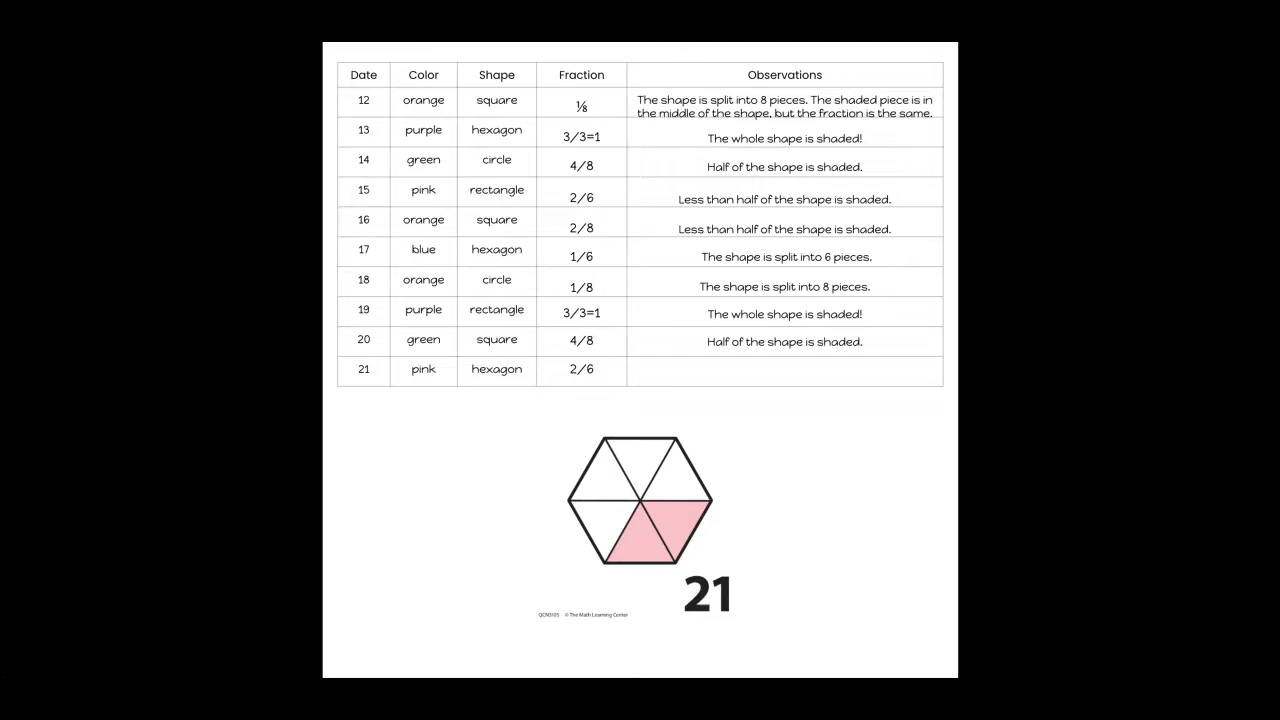 Date Color Shape Fraction Observations
12 orange square ⅛ The shape is split into 8 pieces. The shaded piece is in
the middle of the shape, but the fraction is the same.
13 purple hexagon 3/3=1 The whole shape is shaded!
14 green circle 4/8 Half of the shape is shaded.
15 pink rectangle 2/6 Less than half of the shape is shaded.
16 orange square 2/8 Less than half of the shape is shaded.
17 blue hexagon 1/6 The shape is split into 6 pieces.
18 orange circle 1/8 The shape is split into 8 pieces.
19 purple rectangle 3/3=1 The whole shape is shaded!
20 green square 4/8 Half of the shape is shaded.
21 pink hexagon 2/6
21
QCN3105 © The Math Learning Center